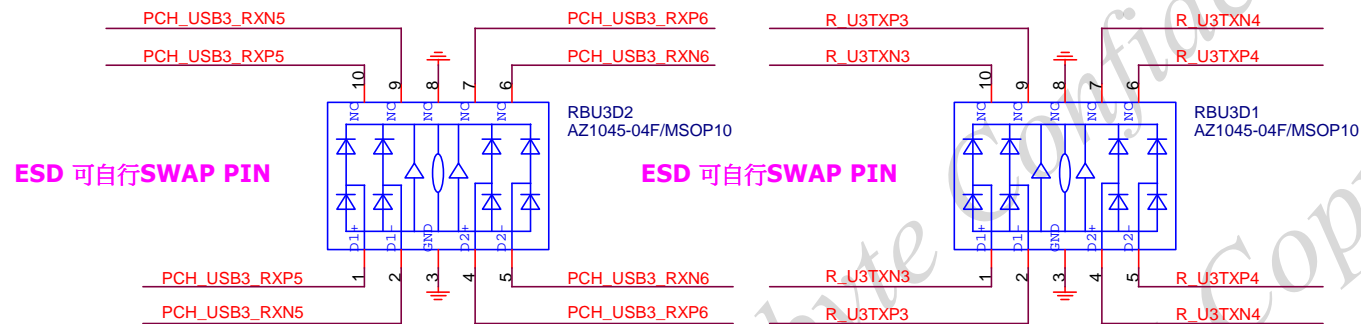 PCH_USB3_RXN5
PCH_USB3_RXP6
R_U3TXP3
R_U3TXN4
PCH_USB3_RXP5
PCH_USB3_RXN6
R_U3TXN3
R_U3TXP4
10 9 8 7 6
10 9 8 7 6
NC NC NC NC
NC NC NC NC
RBU3D2
AZ1045-04F/MSOP10
RBU3D1
AZ1045-04F/MSOP10
ESD 可自行SWAP PIN
ESD 可自行SWAP PIN
D1+ D1- GND D2+ D2-
D1+ D1- GND D2+ D2-
1 2 3 4 5
1 2 3 4 5
PCH_USB3_RXP5
PCH_USB3_RXN6
R_U3TXN3
R_U3TXP4
PCH_USB3_RXN5
PCH_USB3_RXP6
R_U3TXP3
R_U3TXN4